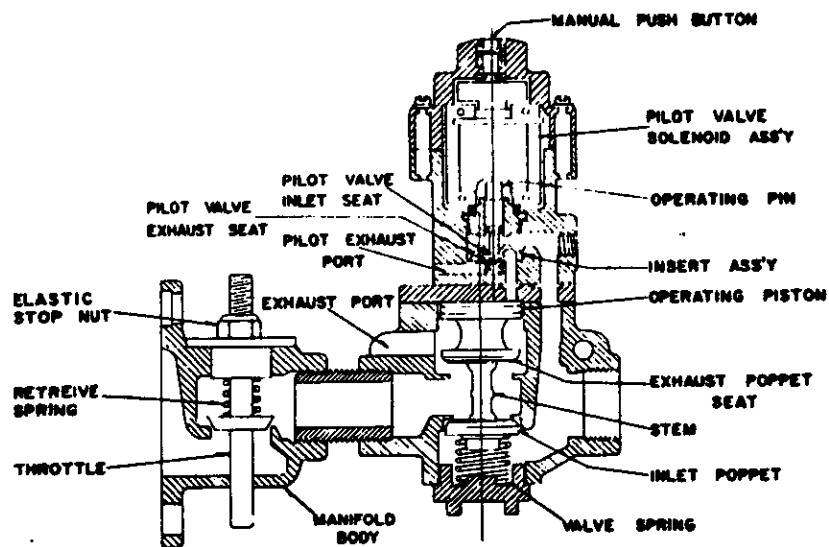 MANUAL PUSH BUTTON
PILOT VALVE
SOLENOID ASS'Y
PILOT VALVE
INLET SEAT
OPERATING PIN
PILOT VALVE
EXHAUST SEAT
PILOT EXHAUST
PORT
INSERT ASS'Y
ELASTIC
STOP NUT
EXHAUST PORT
OPERATING PISTON
RETREIVE
SPRING
EXHAUST POPPET
SEAT
STEM
THROTTLE
INLET POPPET
MANIFOLD
BODY
VALVE SPRING